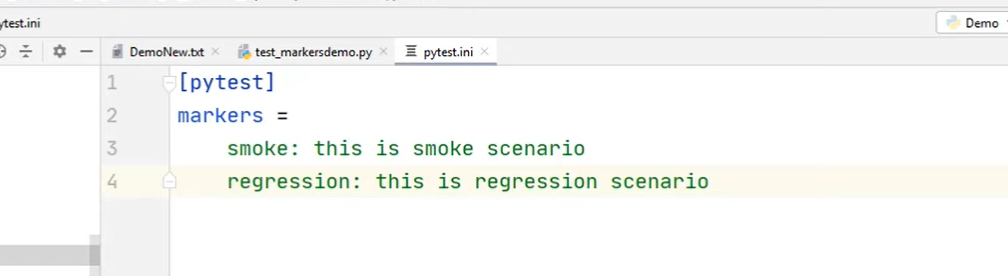 pytest.ini
Demo
DemoNew.txt
test_markersdemo.py
pytest.ini
1 [pytest]
2 markers =
3 smoke: this is smoke scenario
4 regression: this is regression scenario